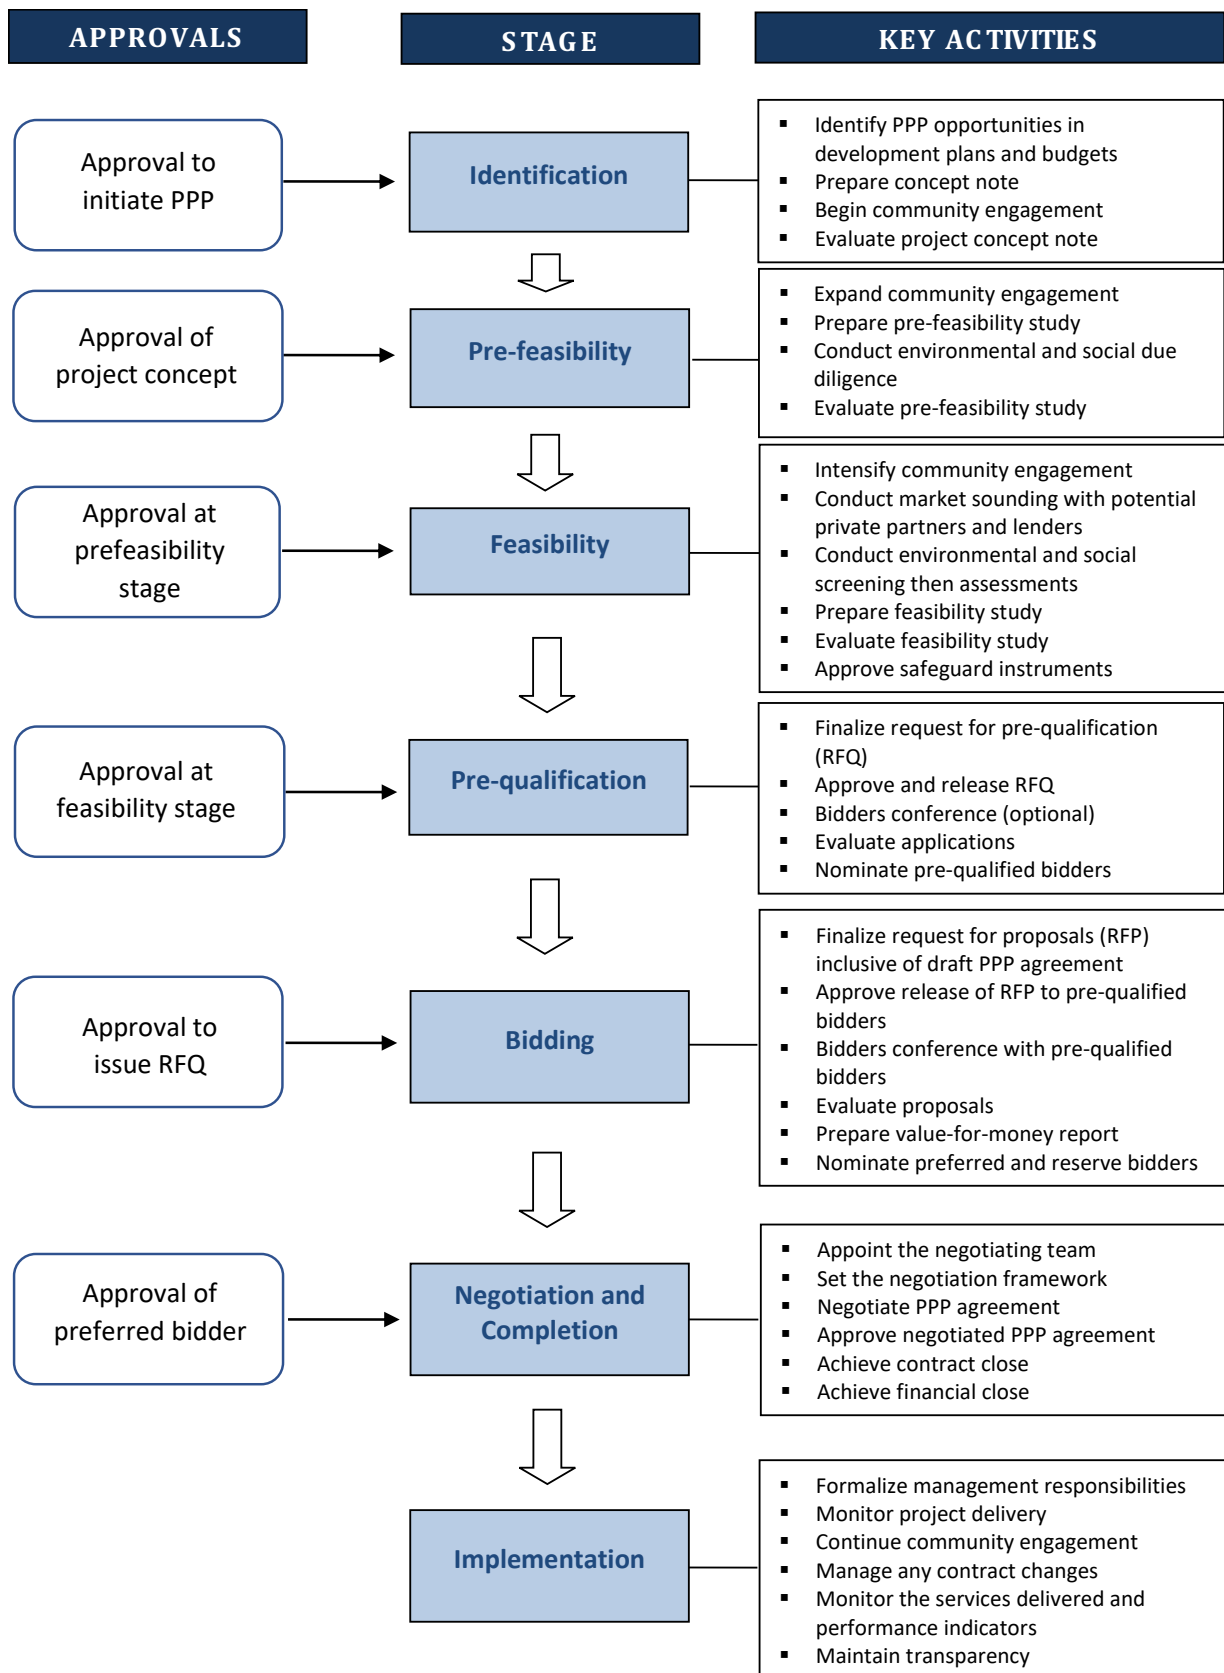 APPROVALS
STAGE
KEY ACTIVITIES
Approval to
initiate PPP
Identification
▪ Identify PPP opportunities in
development plans and budgets
▪ Prepare concept note
▪ Begin community engagement
▪ Evaluate project concept note
Approval of
project concept
Pre-feasibility
▪ Expand community engagement
▪ Prepare pre-feasibility study
▪ Conduct environmental and social due
diligence
▪ Evaluate pre-feasibility study
Approval at
prefeasibility
stage
Feasibility
▪ Intensify community engagement
▪ Conduct market sounding with potential
private partners and lenders
▪ Conduct environmental and social
screening then assessments
▪ Prepare feasibility study
▪ Evaluate feasibility study
▪ Approve safeguard instruments
Approval at
feasibility stage
Pre-qualification
▪ Finalize request for pre-qualification
(RFQ)
▪ Approve and release RFQ
▪ Bidders conference (optional)
▪ Evaluate applications
▪ Nominate pre-qualified bidders
Approval to
issue RFQ
Bidding
▪ Finalize request for proposals (RFP)
inclusive of draft PPP agreement
▪ Approve release of RFP to pre-qualified
bidders
▪ Bidders conference with pre-qualified
bidders
▪ Evaluate proposals
▪ Prepare value-for-money report
▪ Nominate preferred and reserve bidders
Approval of
preferred bidder
Negotiation and
Completion
▪ Appoint the negotiating team
▪ Set the negotiation framework
▪ Negotiate PPP agreement
▪ Approve negotiated PPP agreement
▪ Achieve contract close
▪ Achieve financial close
Implementation
▪ Formalize management responsibilities
▪ Monitor project delivery
▪ Continue community engagement
▪ Manage any contract changes
▪ Monitor the services delivered and
performance indicators
▪ Maintain transparency